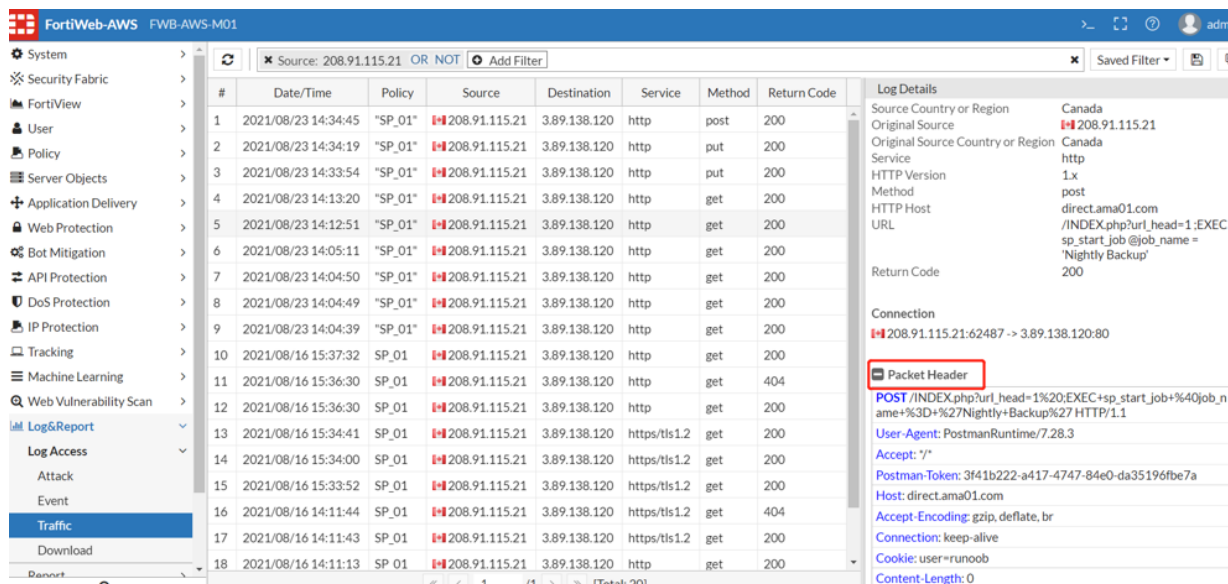 FortiWeb-AWS FWB-AWS-M01
>_ adm
System
Security Fabric
FortiView
User
Policy
Server Objects
Application Delivery
Web Protection
Bot Mitigation
API Protection
DoS Protection
IP Protection
Tracking
Machine Learning
Web Vulnerability Scan
Log&Report
Log Access
Attack
Event
Traffic
Download
Report
Source: 208.91.115.21 OR NOT Add Filter
Saved Filter
# Date/Time Policy Source Destination Service Method Return Code
1 2021/08/23 14:34:45 "SP_01" 208.91.115.21 3.89.138.120 http post 200
2 2021/08/23 14:34:19 "SP_01" 208.91.115.21 3.89.138.120 http put 200
3 2021/08/23 14:33:54 "SP_01" 208.91.115.21 3.89.138.120 http put 200
4 2021/08/23 14:13:20 "SP_01" 208.91.115.21 3.89.138.120 http get 200
5 2021/08/23 14:12:51 "SP_01" 208.91.115.21 3.89.138.120 http get 200
6 2021/08/23 14:05:11 "SP_01" 208.91.115.21 3.89.138.120 http get 200
7 2021/08/23 14:04:50 "SP_01" 208.91.115.21 3.89.138.120 http get 200
8 2021/08/23 14:04:49 "SP_01" 208.91.115.21 3.89.138.120 http get 200
9 2021/08/23 14:04:39 "SP_01" 208.91.115.21 3.89.138.120 http get 200
10 2021/08/16 15:37:32 SP_01 208.91.115.21 3.89.138.120 http get 200
11 2021/08/16 15:36:30 SP_01 208.91.115.21 3.89.138.120 http get 404
12 2021/08/16 15:36:30 SP_01 208.91.115.21 3.89.138.120 http get 200
13 2021/08/16 15:34:41 SP_01 208.91.115.21 3.89.138.120 https/tls1.2 get 200
14 2021/08/16 15:34:00 SP_01 208.91.115.21 3.89.138.120 https/tls1.2 get 200
15 2021/08/16 15:33:52 SP_01 208.91.115.21 3.89.138.120 https/tls1.2 get 200
16 2021/08/16 14:11:44 SP_01 208.91.115.21 3.89.138.120 https/tls1.2 get 404
17 2021/08/16 14:11:43 SP_01 208.91.115.21 3.89.138.120 https/tls1.2 get 200
18 2021/08/16 14:11:13 SP_01 208.91.115.21 3.89.138.120 http get 200
« < 1 /1 > » [Total: 20]
Log Details
Source Country or Region Canada
Original Source 208.91.115.21
Original Source Country or Region Canada
Service http
HTTP Version 1.x
Method post
HTTP Host direct.ama01.com
URL /INDEX.php?url_head=1 ;EXEC
sp_start_job @job_name =
'Nightly Backup'
Return Code 200
Connection
208.91.115.21:62487 -> 3.89.138.120:80
Packet Header
POST /INDEX.php?url_head=1%20;EXEC+sp_start_job+%40job_n
ame+%3D+%27Nightly+Backup%27 HTTP/1.1
User-Agent: PostmanRuntime/7.28.3
Accept: */*
Postman-Token: 3f41b222-a417-4747-84e0-da35196fbe7a
Host: direct.ama01.com
Accept-Encoding: gzip, deflate, br
Connection: keep-alive
Cookie: user=runoob
Content-Length: 0